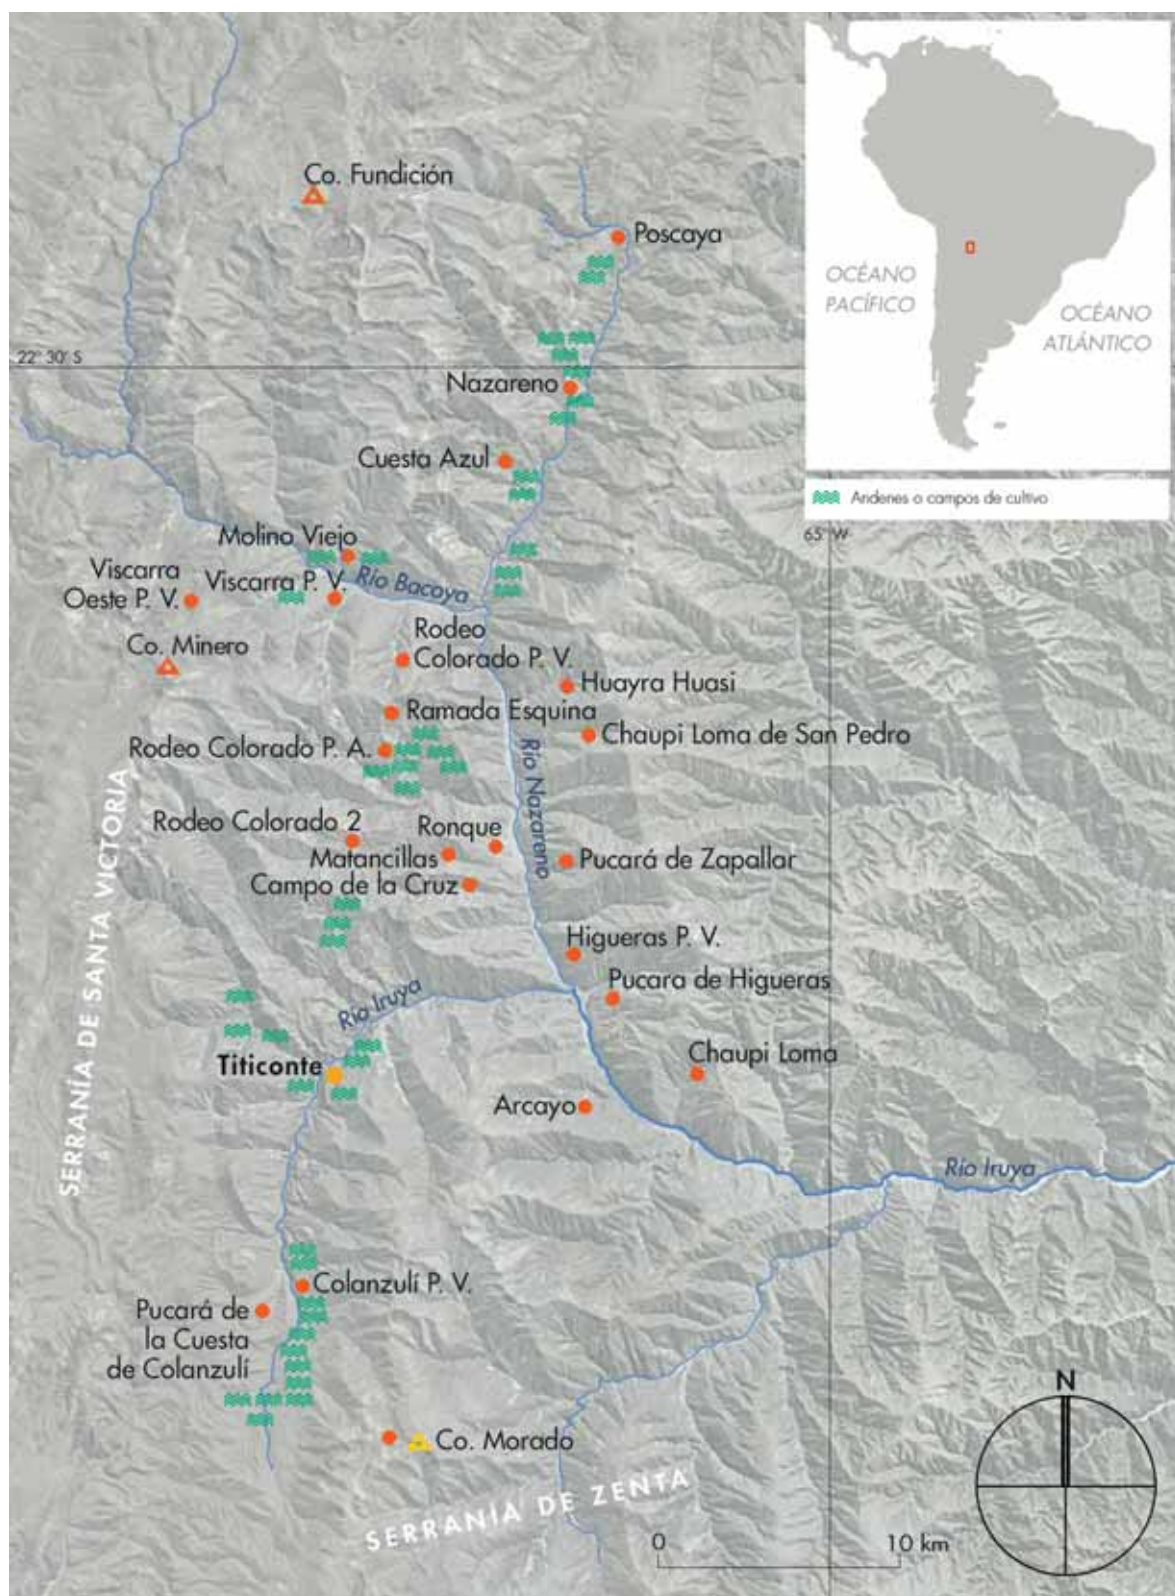 Co. Fundición
Poscaya
OCÉANO
PACÍFICO
OCÉANO
ATLÁNTICO
22° 30' S
Nazareno
Cuesta Azul
Andenes o campos de cultivo
65° W
Molino Viejo
Viscarra
Oeste P. V.
Viscarra P. V.
Río Bacoya
Co. Minero
Rodeo
Colorado P. V.
Huayra Huasi
Ramada Esquina
Chaupi Loma de San Pedro
Rodeo Colorado P. A.
Río Nazareno
SERRANÍA DE SANTA VICTORIA
Rodeo Colorado 2
Ronque
Matancillas
Pucará de Zapallar
Campo de la Cruz
Higueras P. V.
Pucara de Higueras
Río Iruya
Titiconte
Chaupi Loma
Arcayo
Río Iruya
Colanzulí P. V.
Pucará de
la Cuesta
de Colanzulí
N
Co. Morado
SERRANÍA DE ZENTA
0 10 km